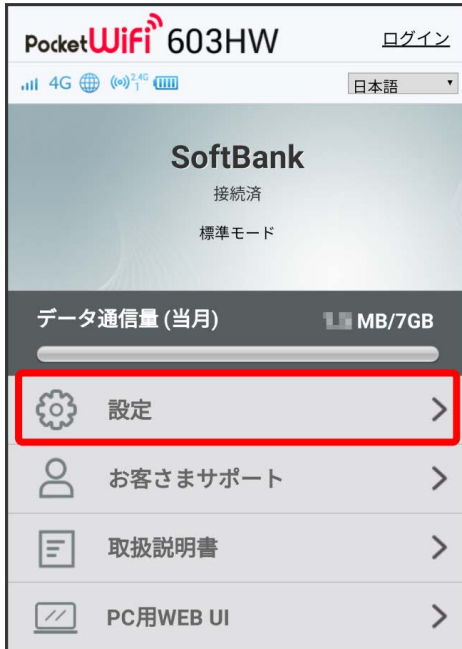 PocketWiFi 603HW
ログイン
4G 2.4G 1
日本語
SoftBank
接続済
標準モード
データ通信量 (当月) MB/7GB
設定
お客さまサポート
取扱説明書
PC用WEB UI